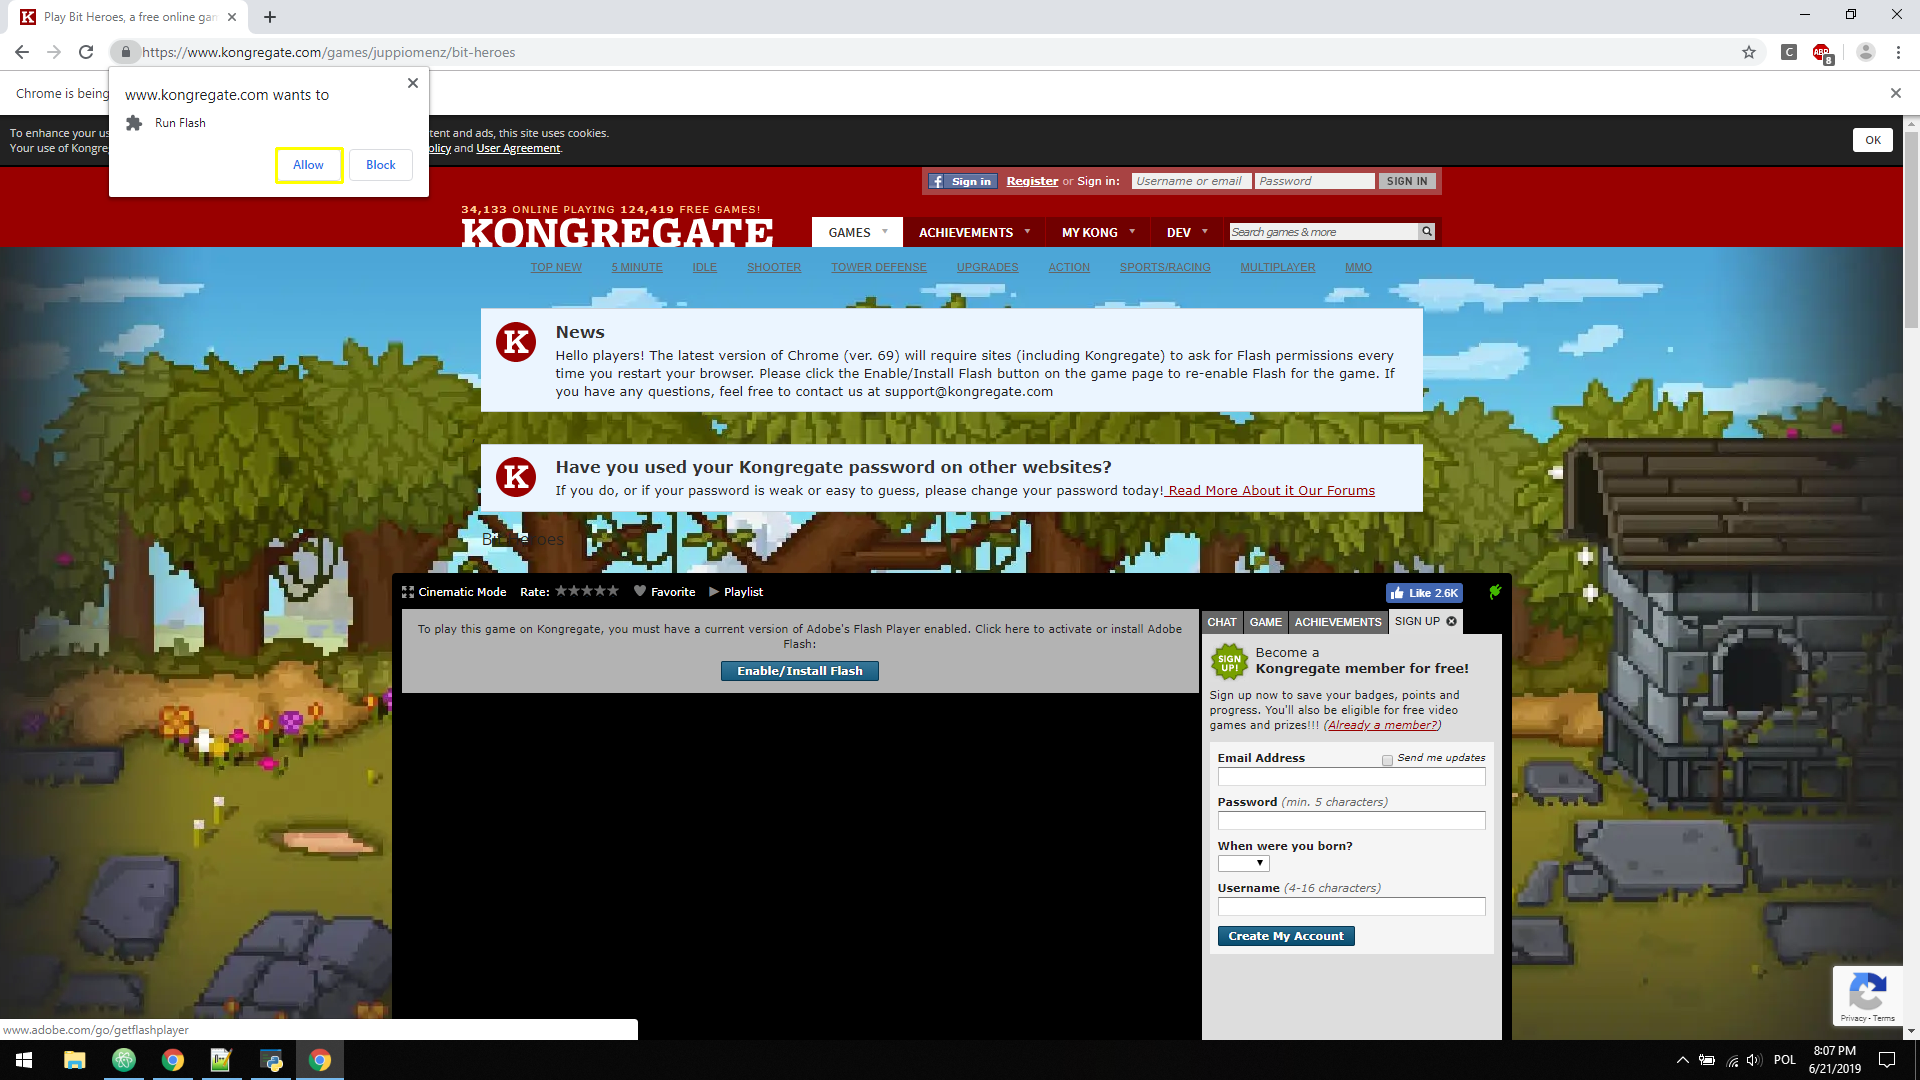 Play Bit Heroes, a free online gam
https://www.kongregate.com/games/juppiomenz/bit-heroes
C
ABP
8
Chrome is being
www.kongregate.com wants to
Run Flash
Allow
Block
To enhance your us
tent and ads, this site uses cookies.
Your use of Kongreg
olicy and User Agreement.
OK
f Sign in
Register or Sign in:
Username or email
Password
SIGN IN
34,133 ONLINE PLAYING 124,419 FREE GAMES!
KONGREGATE
GAMES
ACHIEVEMENTS
MY KONG
DEV
Search games & more
TOP NEW
5 MINUTE
IDLE
SHOOTER
TOWER DEFENSE
UPGRADES
ACTION
SPORTS/RACING
MULTIPLAYER
MMO
K
News
Hello players! The latest version of Chrome (ver. 69) will require sites (including Kongregate) to ask for Flash permissions every
time you restart your browser. Please click the Enable/Install Flash button on the game page to re-enable Flash for the game. If
you have any questions, feel free to contact us at support@kongregate.com
K
Have you used your Kongregate password on other websites?
If you do, or if your password is weak or easy to guess, please change your password today! Read More About it Our Forums
Bit Heroes
Cinematic Mode
Rate:
Favorite
Playlist
Like 2.6K
To play this game on Kongregate, you must have a current version of Adobe's Flash Player enabled. Click here to activate or install Adobe
Flash:
Enable/Install Flash
CHAT
GAME
ACHIEVEMENTS
SIGN UP
SIGN
UP!
Become a
Kongregate member for free!
Sign up now to save your badges, points and
progress. You'll also be eligible for free video
games and prizes!!! (Already a member?)
Email Address
Send me updates
Password (min. 5 characters)
When were you born?
Username (4-16 characters)
Create My Account
Privacy - Terms
www.adobe.com/go/getflashplayer
POL
8:07 PM
6/21/2019